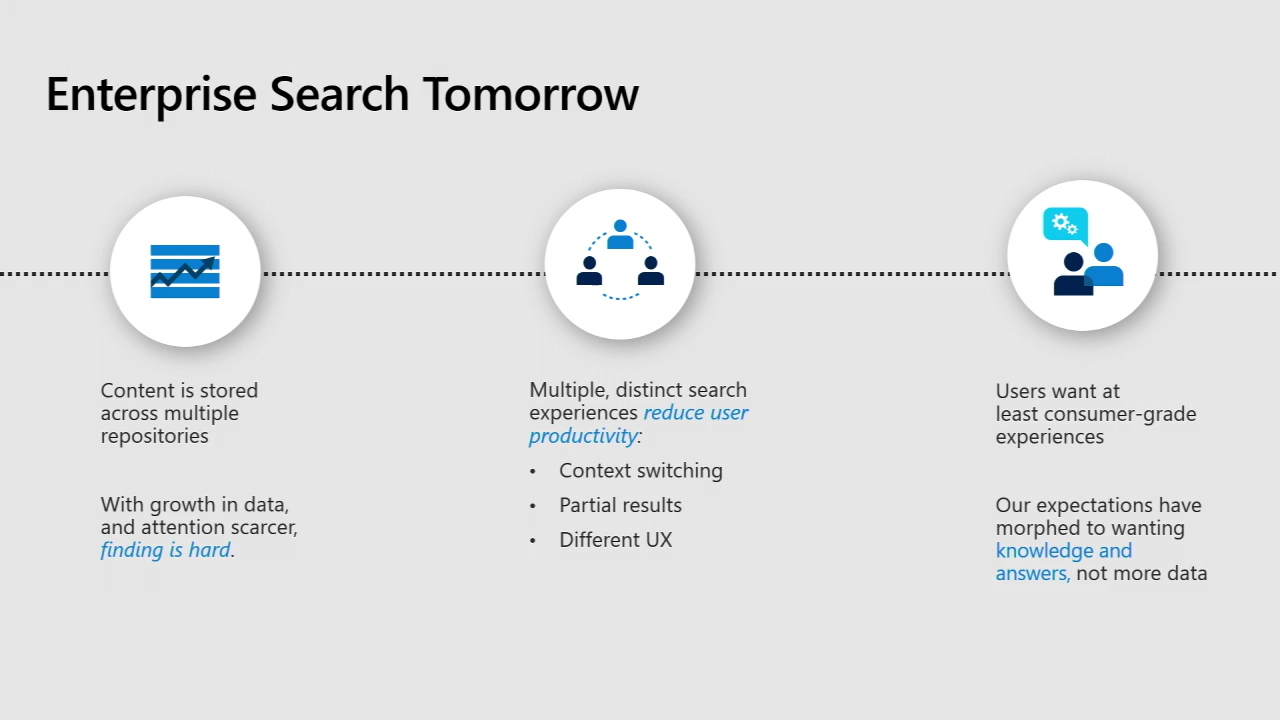 Enterprise Search Tomorrow
Content is stored
across multiple
repositories
With growth in data,
and attention scarcer,
finding is hard.
Multiple, distinct search
experiences reduce user
productivity:
• Context switching
• Partial results
• Different UX
Users want at
least consumer-grade
experiences
Our expectations have
morphed to wanting
knowledge and
answers, not more data